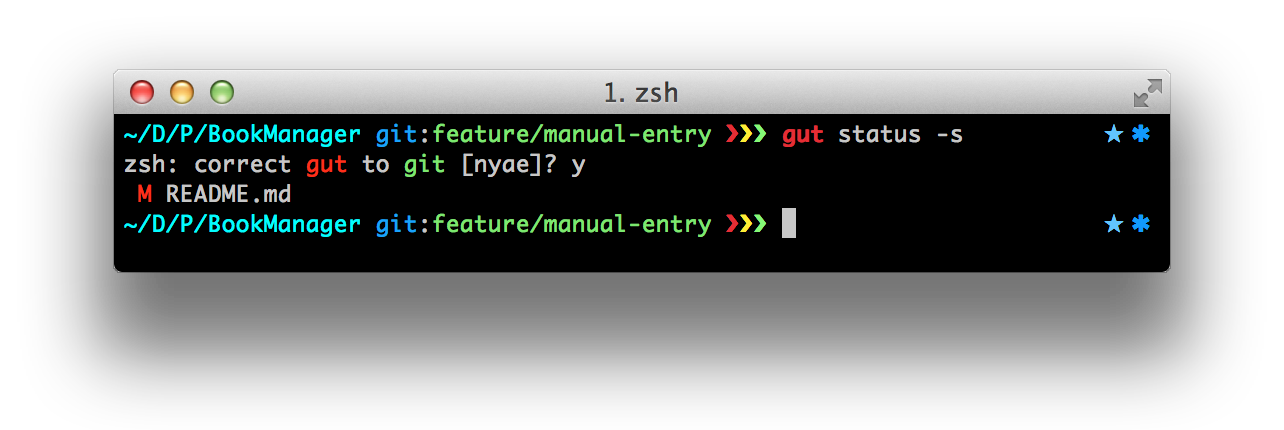 1. zsh
~/D/P/BookManager git:feature/manual-entry ❯❯❯ gut status -s ★ ✱
zsh: correct gut to git [nyae]? y
 M README.md
~/D/P/BookManager git:feature/manual-entry ❯❯❯ ★ ✱